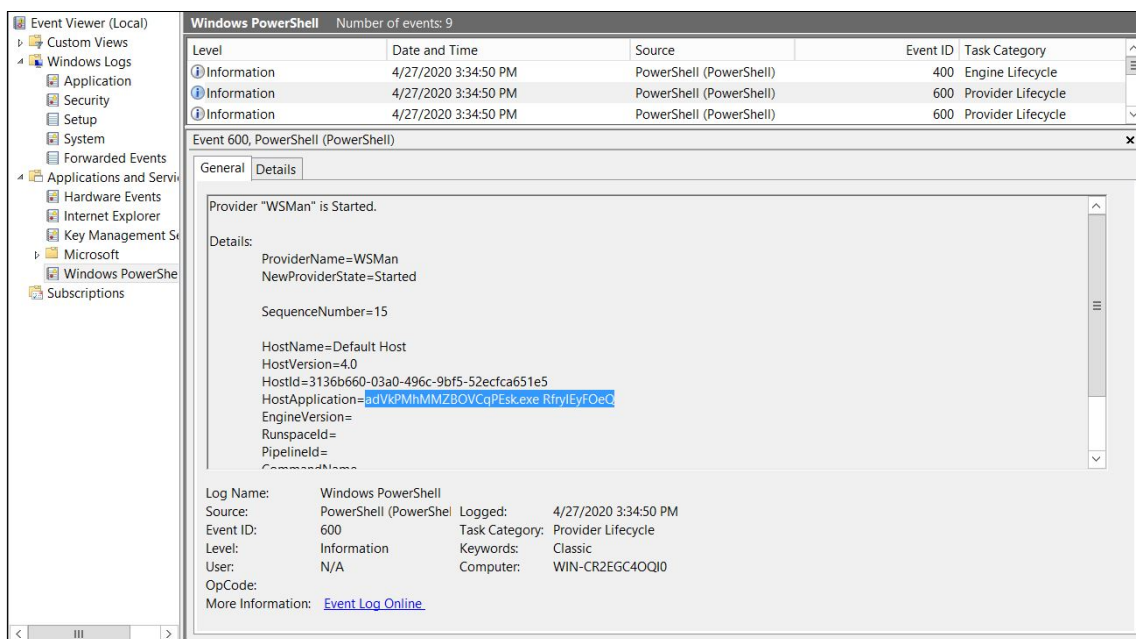 Event Viewer (Local)
Custom Views
Windows Logs
Application
Security
Setup
System
Forwarded Events
Applications and Servi
Hardware Events
Internet Explorer
Key Management Se
Microsoft
Windows PowerShe
Subscriptions
Windows PowerShell Number of events: 9
Level Date and Time Source Event ID Task Category
Information 4/27/2020 3:34:50 PM PowerShell (PowerShell) 400 Engine Lifecycle
Information 4/27/2020 3:34:50 PM PowerShell (PowerShell) 600 Provider Lifecycle
Information 4/27/2020 3:34:50 PM PowerShell (PowerShell) 600 Provider Lifecycle
Event 600, PowerShell (PowerShell)
General Details
Provider "WSMan" is Started.
Details:
ProviderName=WSMan
NewProviderState=Started
SequenceNumber=15
HostName=Default Host
HostVersion=4.0
HostId=3136b660-03a0-496c-9bf5-52ecfca651e5
HostApplication=adVkPMhMMZBOVCqPEsk.exe RfryIEyFOeQ
EngineVersion=
RunspaceId=
PipelineId=
CommandName
Log Name: Windows PowerShell
Source: PowerShell (PowerShel Logged: 4/27/2020 3:34:50 PM
Event ID: 600 Task Category: Provider Lifecycle
Level: Information Keywords: Classic
User: N/A Computer: WIN-CR2EGC4OQI0
OpCode:
More Information: Event Log Online